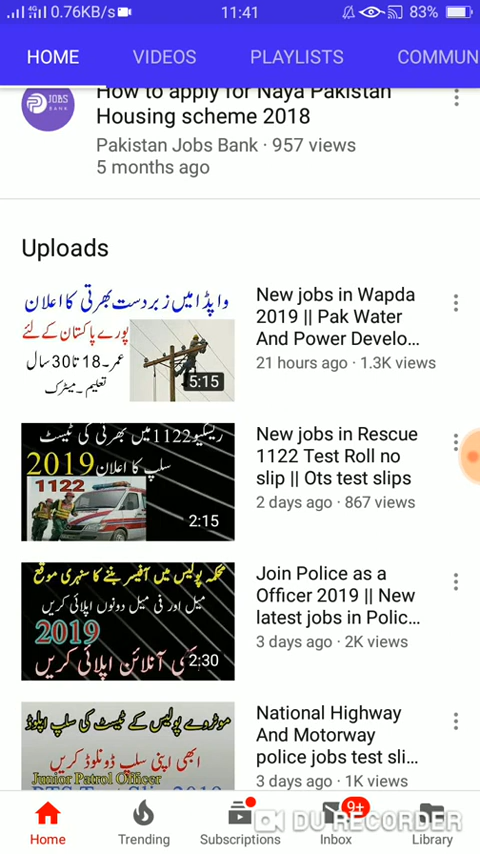 0.76KB/s
11:41
83%
HOME
VIDEOS
PLAYLISTS
COMMUN
JOBS
BANK
How to apply for Naya Pakistan
Housing scheme 2018
Pakistan Jobs Bank · 957 views
5 months ago
Uploads
واپڈا میں زبردست بھرتی کا اعلان
پورے پاکستان کے لئے
عمر۔18 تا 30 سال
تعلیم ۔میٹرک
5:15
New jobs in Wapda
2019 || Pak Water
And Power Develo...
21 hours ago · 1.3K views
ریسکیو1122میں بھرتی کی ٹیسٹ
سلپ کا اعلان 2019
1122
2:15
New jobs in Rescue
1122 Test Roll no
slip || Ots test slips
2 days ago · 867 views
محکمہ پولیس میں آفیسر بننے کا سنہری موقع
میل اور فی میل دونوں اپلائی کریں
2019
آنلائن اپلائی کریں
2:30
Join Police as a
Officer 2019 || New
latest jobs in Polic...
3 days ago · 2K views
موٹروے پولیس کے ٹیسٹ کی سلپ اپلوڈ
ابھی اپنی سلپ ڈونلوڈ کریں
Junior Patrol Officer
National Highway
And Motorway
police jobs test sli...
3 days ago · 1K views
9+
DU RECORDER
Home
Trending
Subscriptions
Inbox
Library